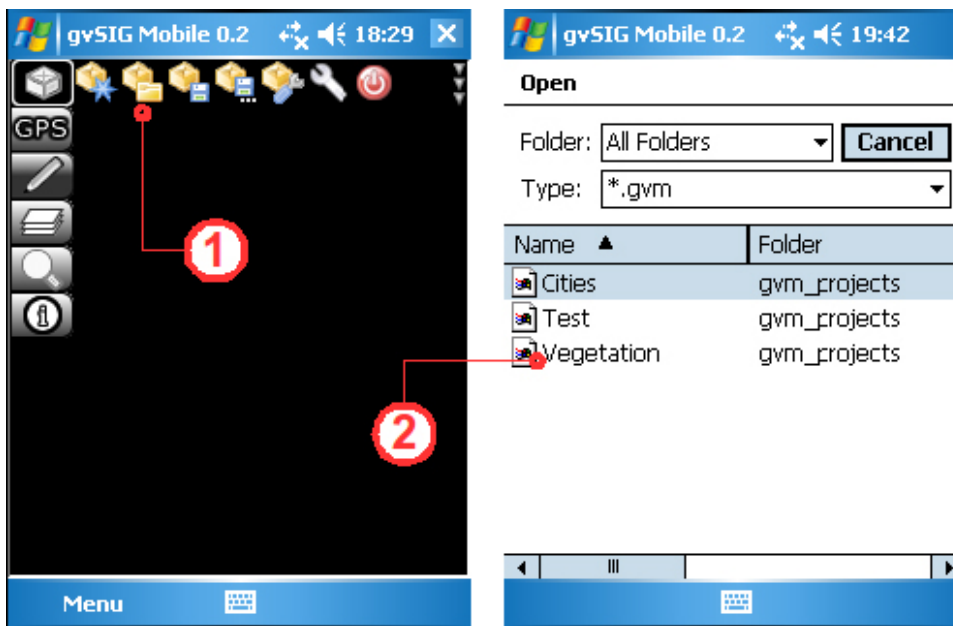 gvSIG Mobile 0.2 18:29
GPS
1
2
Menu
gvSIG Mobile 0.2 19:42
Open
Folder: All Folders Cancel
Type: *.gvm
Name Folder
Cities gvm_projects
Test gvm_projects
Vegetation gvm_projects